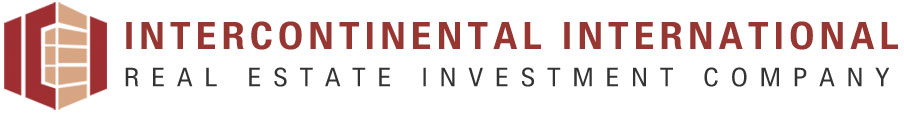 INTERCONTINENTAL INTERNATIONAL
REAL ESTATE INVESTMENT COMPANY